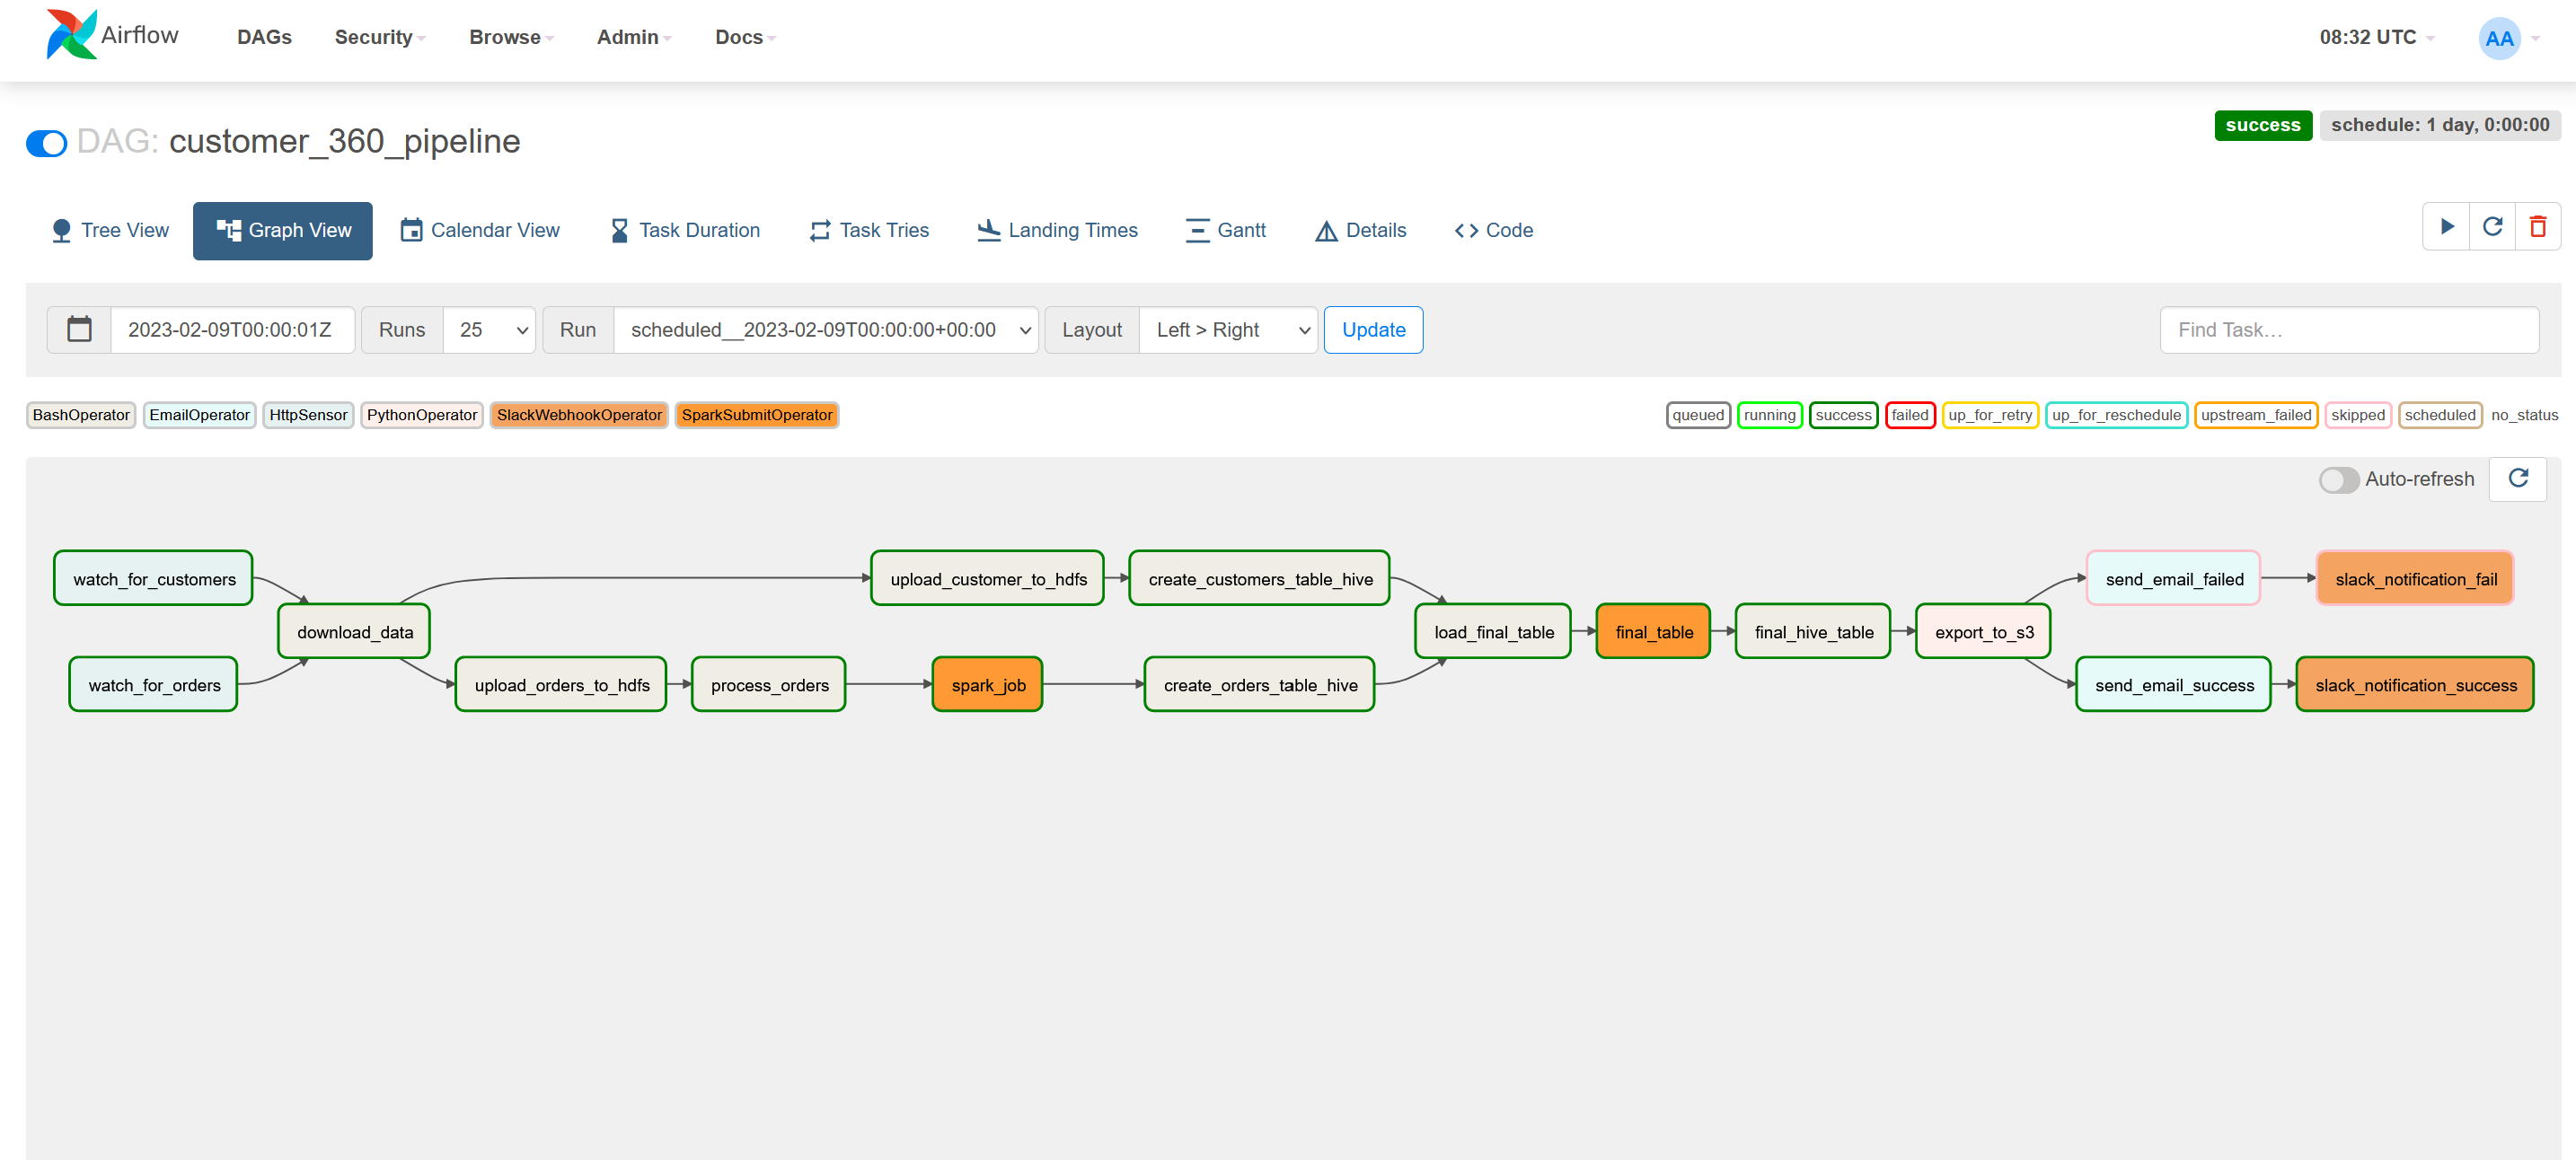 Airflow DAGs Security Browse Admin Docs 08:32 UTC AA
DAG: customer_360_pipeline success schedule: 1 day, 0:00:00
Tree View Graph View Calendar View Task Duration Task Tries Landing Times Gantt Details Code
2023-02-09T00:00:01Z Runs 25 Run scheduled__2023-02-09T00:00:00+00:00 Layout Left > Right Update Find Task…
BashOperator EmailOperator HttpSensor PythonOperator SlackWebhookOperator SparkSubmitOperator queued running success failed up_for_retry up_for_reschedule upstream_failed skipped scheduled no_status
Auto-refresh
watch_for_customers upload_customer_to_hdfs create_customers_table_hive send_email_failed slack_notification_fail
download_data load_final_table final_table final_hive_table export_to_s3
watch_for_orders upload_orders_to_hdfs process_orders spark_job create_orders_table_hive send_email_success slack_notification_success